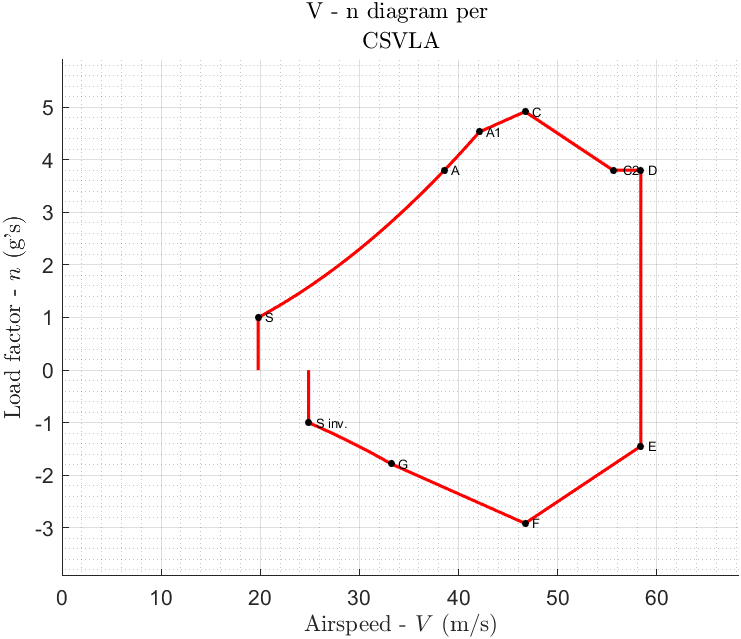 V - n diagram per
CSVLA
Load factor - n (g's)
5
4
3
2
1
0
-1
-2
-3
C
A1
A
C2
D
S
S inv.
G
E
F
0 10 20 30 40 50 60
Airspeed - V (m/s)